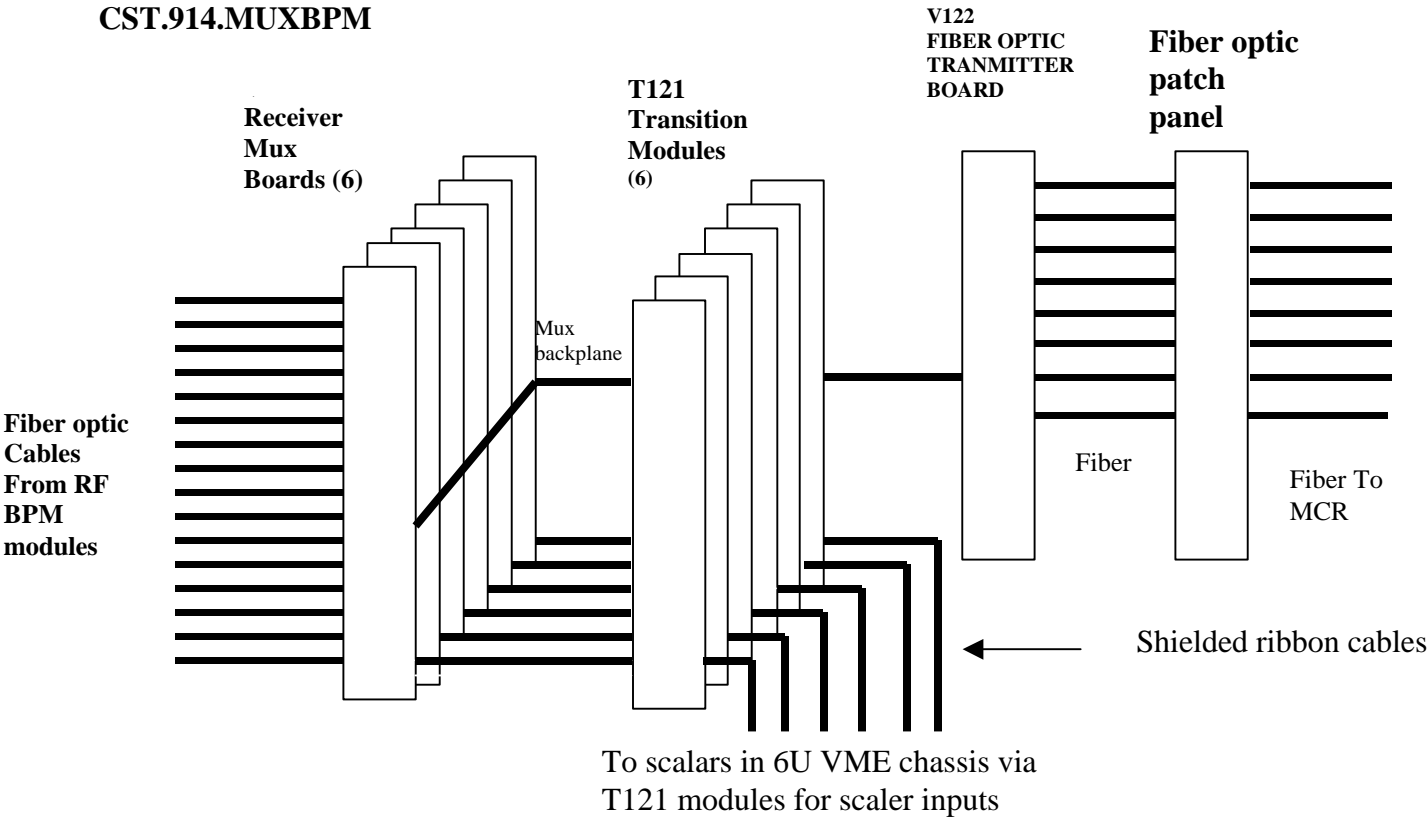 CST.914.MUXBPM
V122
FIBER OPTIC
TRANMITTER
BOARD
Fiber optic
patch
panel
T121
Transition
Modules
(6)
Receiver
Mux
Boards (6)
Mux
backplane
Fiber optic
Cables
From RF
BPM
modules
Fiber
Fiber To
MCR
Shielded ribbon cables
To scalars in 6U VME chassis via
T121 modules for scaler inputs